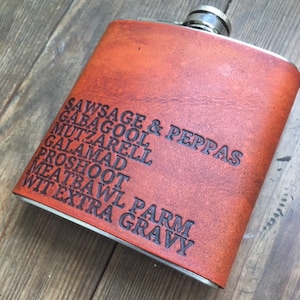 SAWSAGE & PEPPAS
GABAGOOL
MUTZARELL
GALAMAD
PROSHOOT
MEATBAWL PARM
WIT EXTRA GRAVY